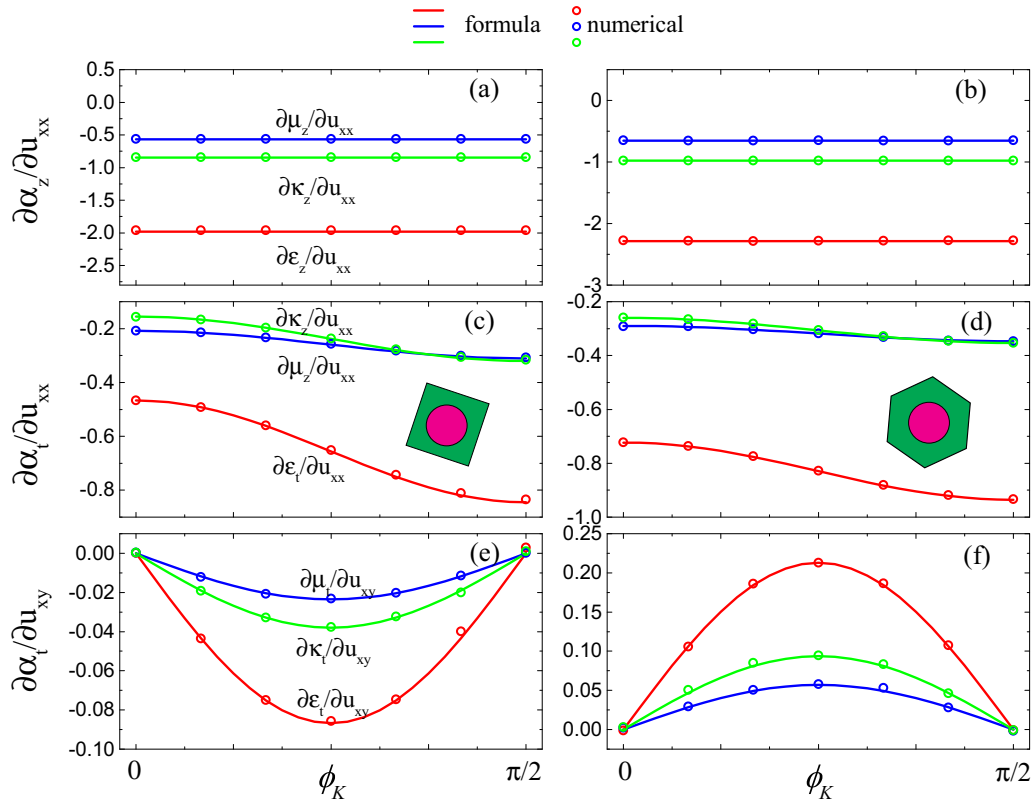 formula numerical
∂α_z/∂u_xx
0.5
0.0
-0.5
-1.0
-1.5
-2.0
-2.5
(a)
∂μ_z/∂u_xx
∂κ_z/∂u_xx
∂ε_z/∂u_xx
0
-1
-2
-3
(b)
∂α_t/∂u_xx
-0.2
-0.4
-0.6
-0.8
(c)
∂κ_z/∂u_xx
∂μ_z/∂u_xx
∂ε_t/∂u_xx
-0.2
-0.4
-0.6
-0.8
-1.0
(d)
∂α_t/∂u_xy
0.00
-0.02
-0.04
-0.06
-0.08
-0.10
(e)
∂μ_t/∂u_xy
∂κ_t/∂u_xy
∂ε_t/∂u_xy
0 ϕ_K π/2
0.25
0.20
0.15
0.10
0.05
0.00
(f)
0 ϕ_K π/2